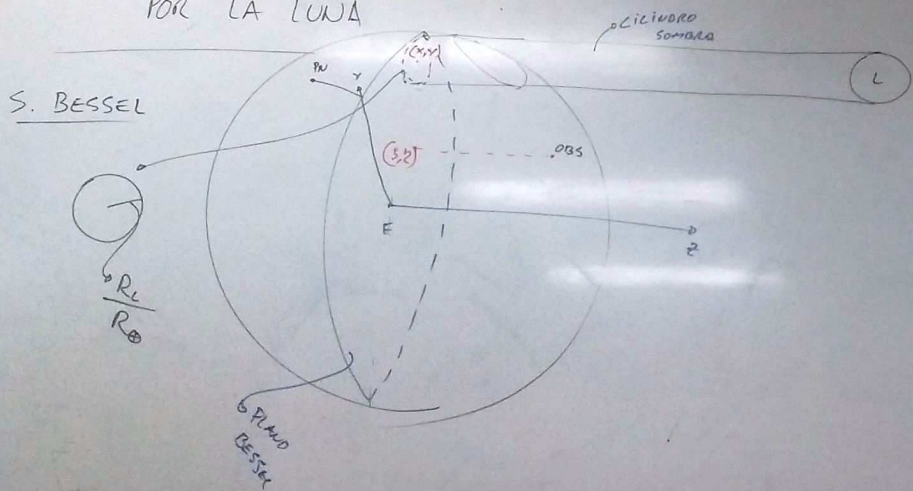 POR LA LUNA
CILINDRO
SOMBRA
L
S. BESSEL
PN
Y
(X,Y)
(ξ,η)
OBS
E
Z
R_L
R_⊕
PLANO
BESSEL